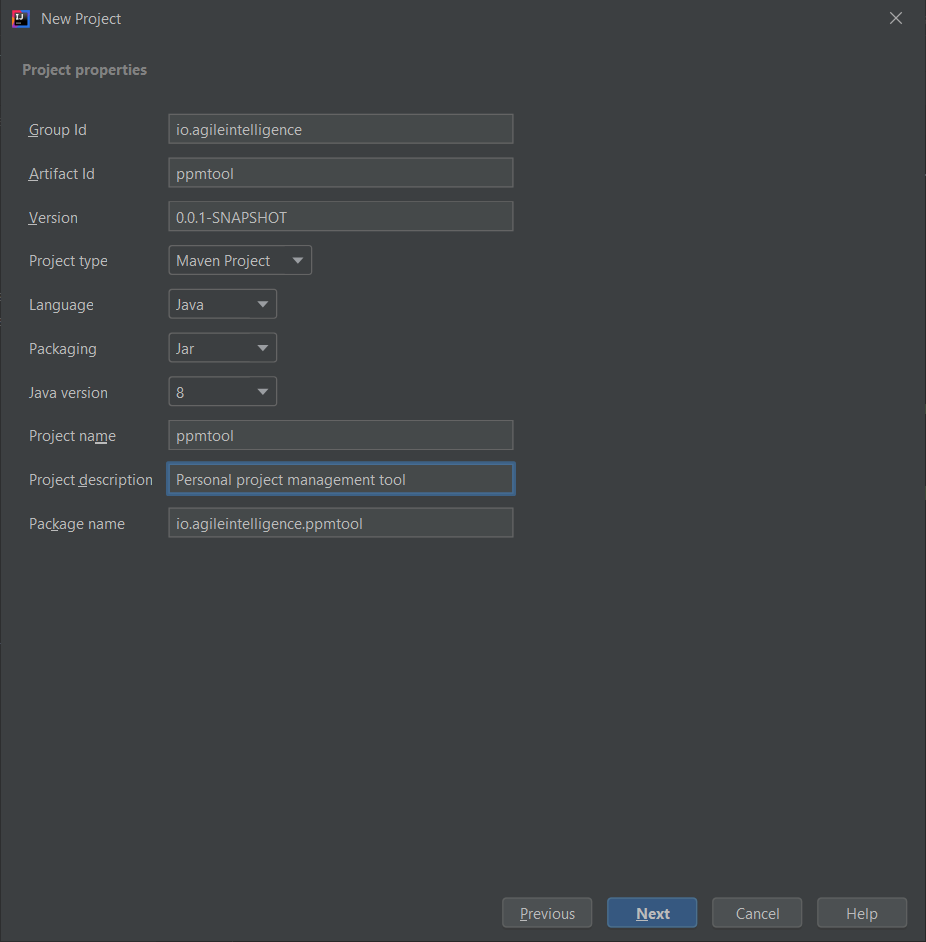 New Project
Project properties
Group Id io.agileintelligence
Artifact Id ppmtool
Version 0.0.1-SNAPSHOT
Project type Maven Project
Language Java
Packaging Jar
Java version 8
Project name ppmtool
Project description Personal project management tool
Package name io.agileintelligence.ppmtool
Previous Next Cancel Help